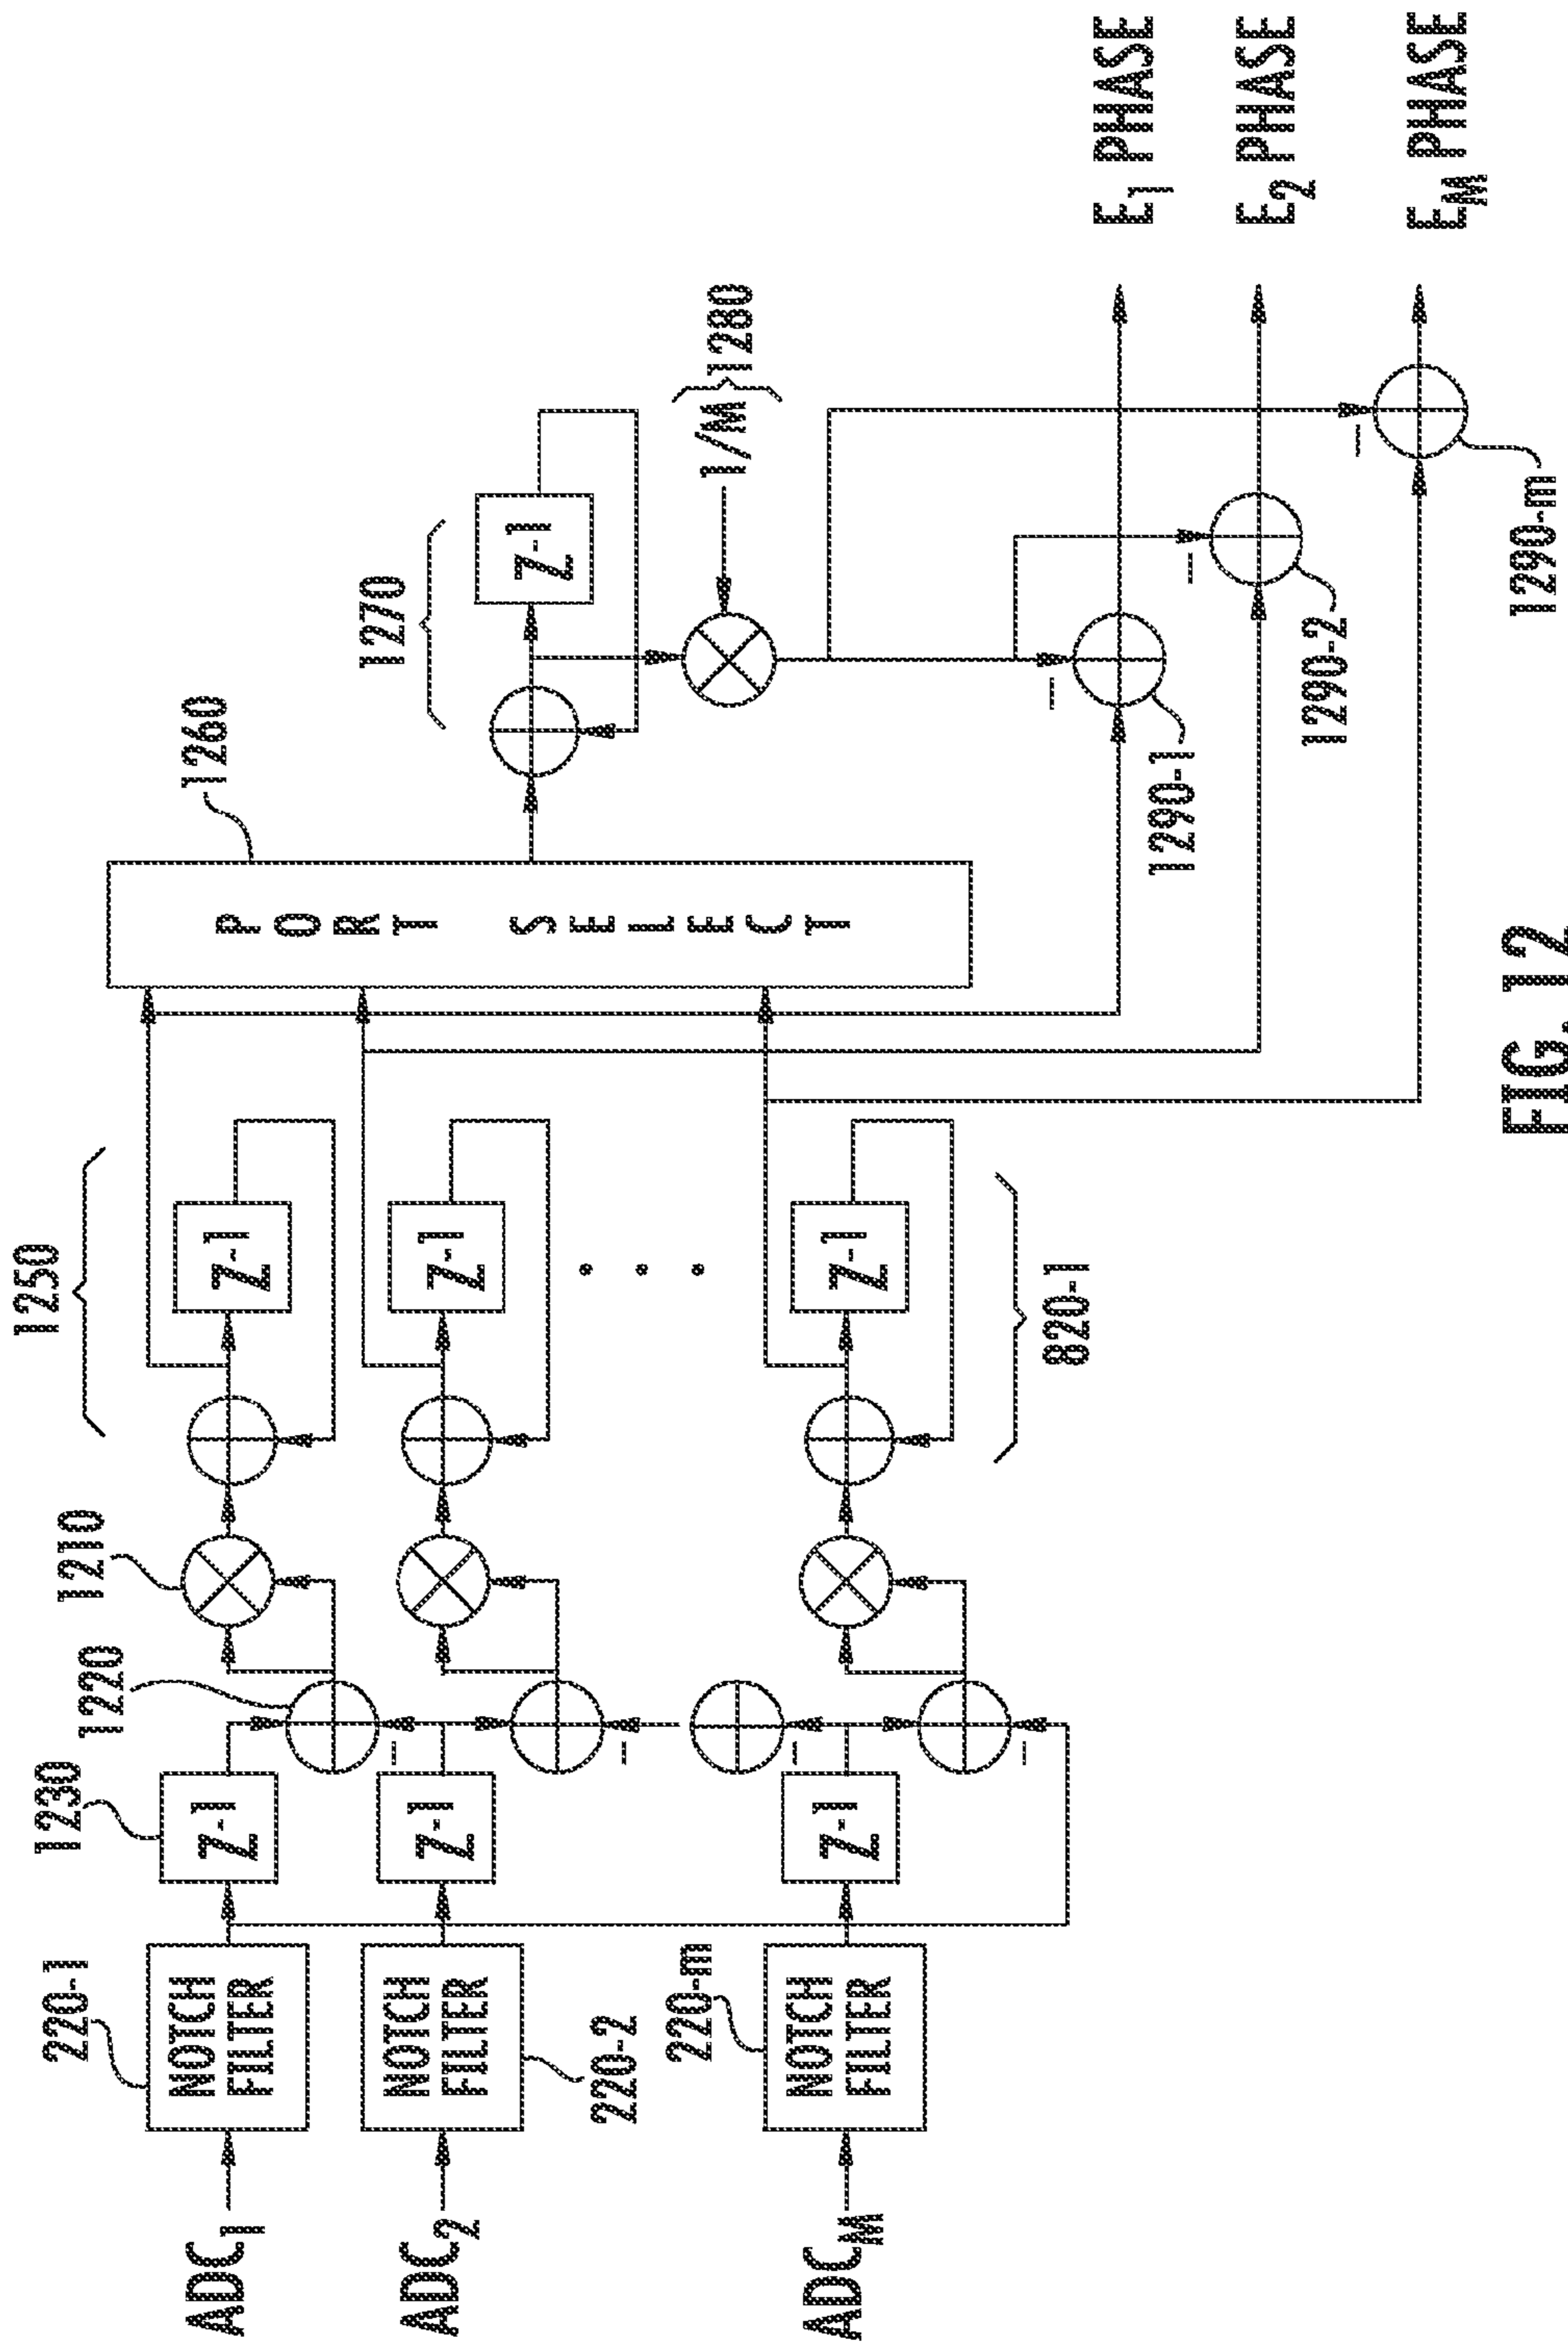 ADC1
ADC2
ADCM
220-1
NOTCH
FILTER
NOTCH
FILTER
220-2
220-m
NOTCH
FILTER
1230
Z-1
Z-1
Z-1
1220
–
–
–
–
1210
1250
Z-1
Z-1
• • •
Z-1
820-1
1260
PORT SELECT
1270
Z-1
1/M
1280
–
1290-1
–
1290-2
–
1290-m
E1 PHASE
E2 PHASE
EM PHASE
FIG. 12